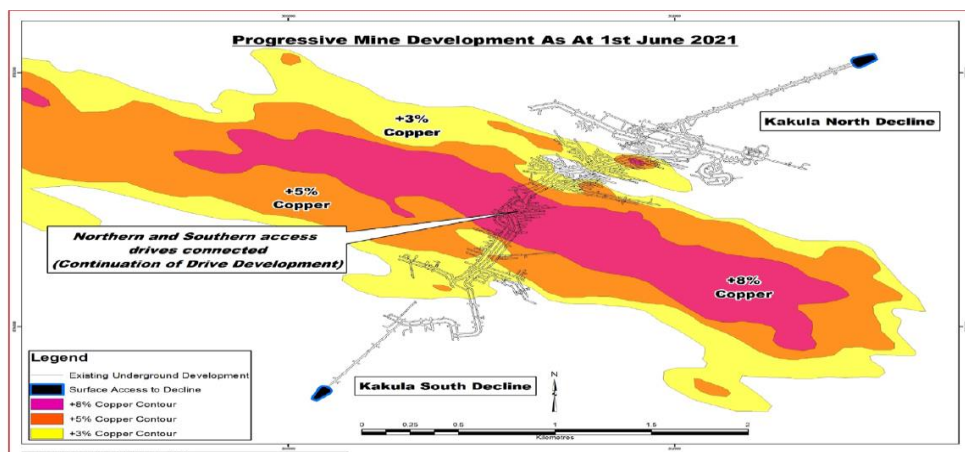 Progressive Mine Development As At 1st June 2021
+3%
Copper
Kakula North Decline
+5%
Copper
Northern and Southern access
drives connected
(Continuation of Drive Development)
+8%
Copper
Legend
Existing Underground Development
Surface Access to Decline
+8% Copper Contour
+5% Copper Contour
+3% Copper Contour
Kakula South Decline
N
0 0.25 0.5 1 1.5 2
Kilometres